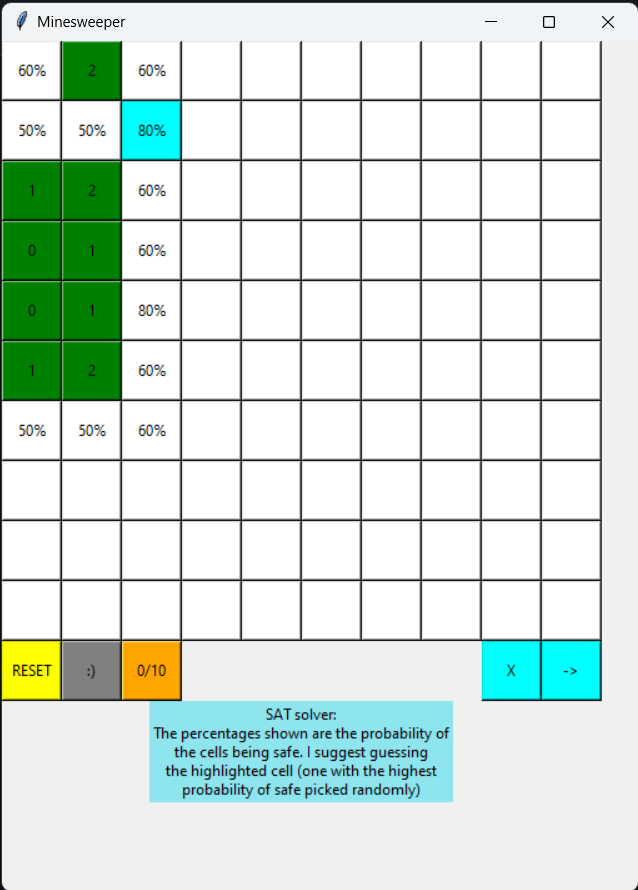 Minesweeper
60% 2 60%
50% 50% 80%
1 2 60%
0 1 60%
0 1 80%
1 2 60%
50% 50% 60%
RESET :) 0/10 X ->
SAT solver:
The percentages shown are the probability of
the cells being safe. I suggest guessing
the highlighted cell (one with the highest
probability of safe picked randomly)